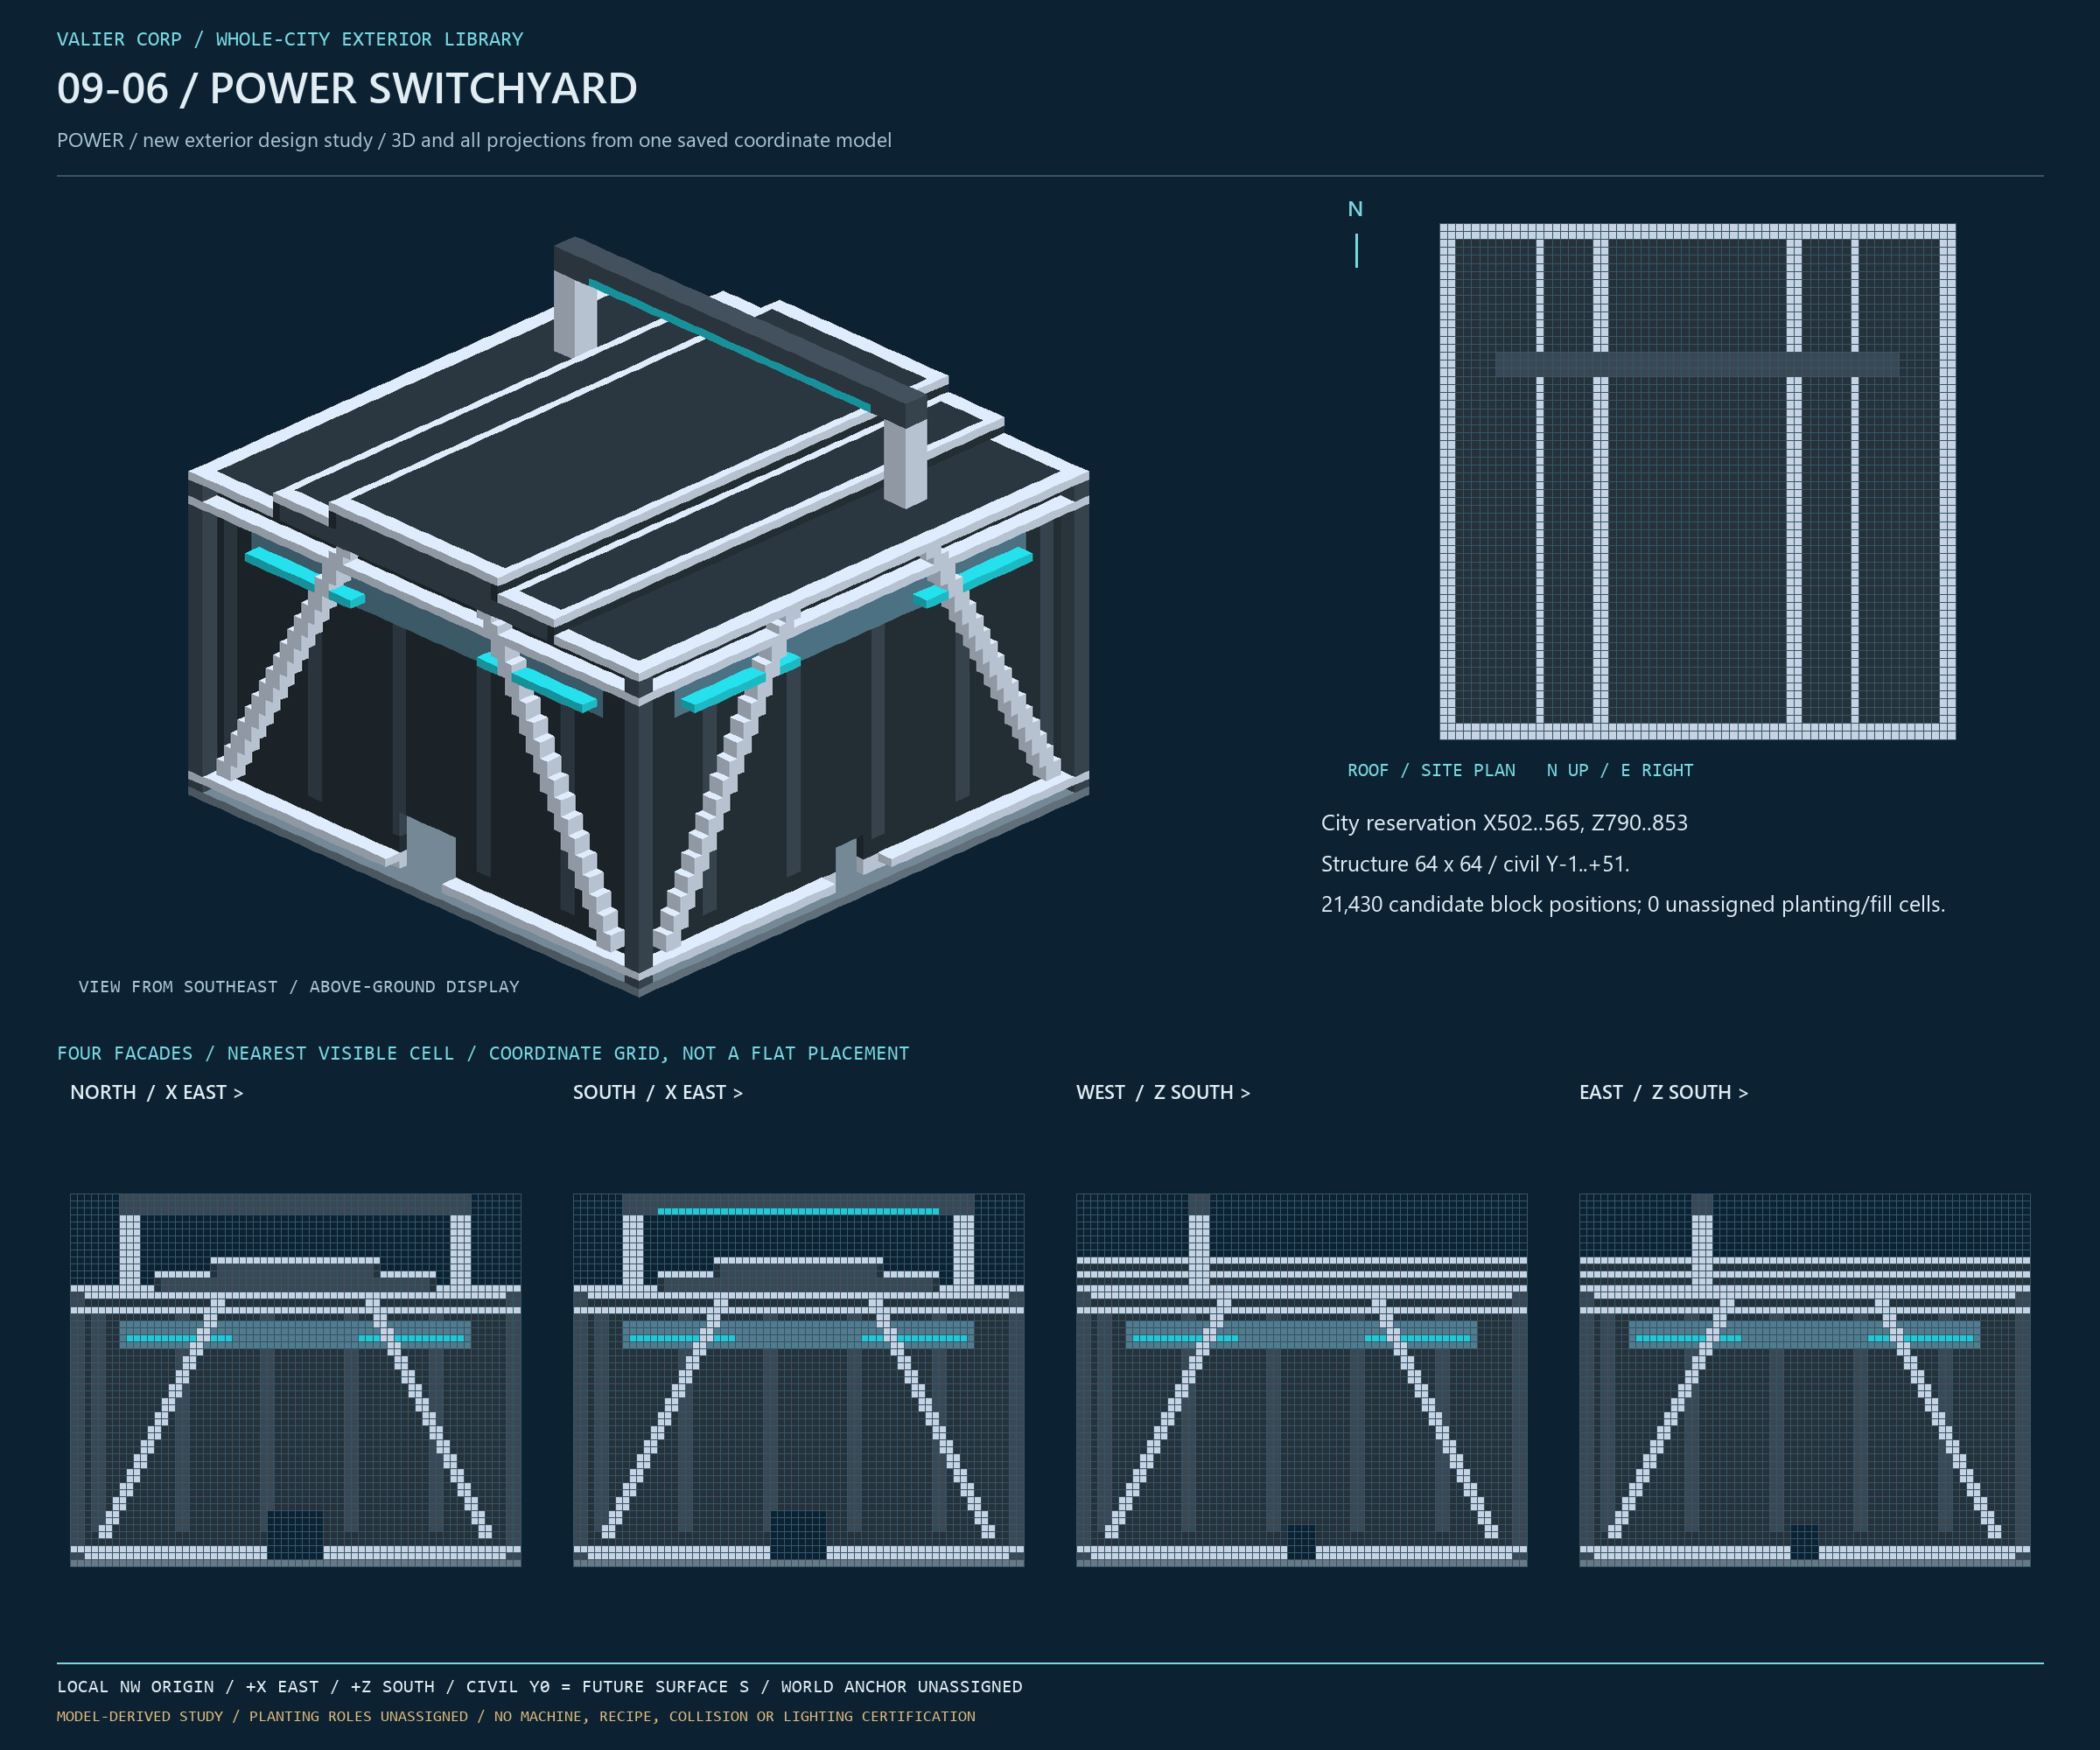 VALIER CORP / WHOLE-CITY EXTERIOR LIBRARY
09-06 / POWER SWITCHYARD
POWER / new exterior design study / 3D and all projections from one saved coordinate model
N
ROOF / SITE PLAN   N UP / E RIGHT
City reservation X502..565, Z790..853
Structure 64 x 64 / civil Y-1..+51.
21,430 candidate block positions; 0 unassigned planting/fill cells.
VIEW FROM SOUTHEAST / ABOVE-GROUND DISPLAY
FOUR FACADES / NEAREST VISIBLE CELL / COORDINATE GRID, NOT A FLAT PLACEMENT
NORTH / X EAST >
SOUTH / X EAST >
WEST / Z SOUTH >
EAST / Z SOUTH >
LOCAL NW ORIGIN / +X EAST / +Z SOUTH / CIVIL Y0 = FUTURE SURFACE S / WORLD ANCHOR UNASSIGNED
MODEL-DERIVED STUDY / PLANTING ROLES UNASSIGNED / NO MACHINE, RECIPE, COLLISION OR LIGHTING CERTIFICATION